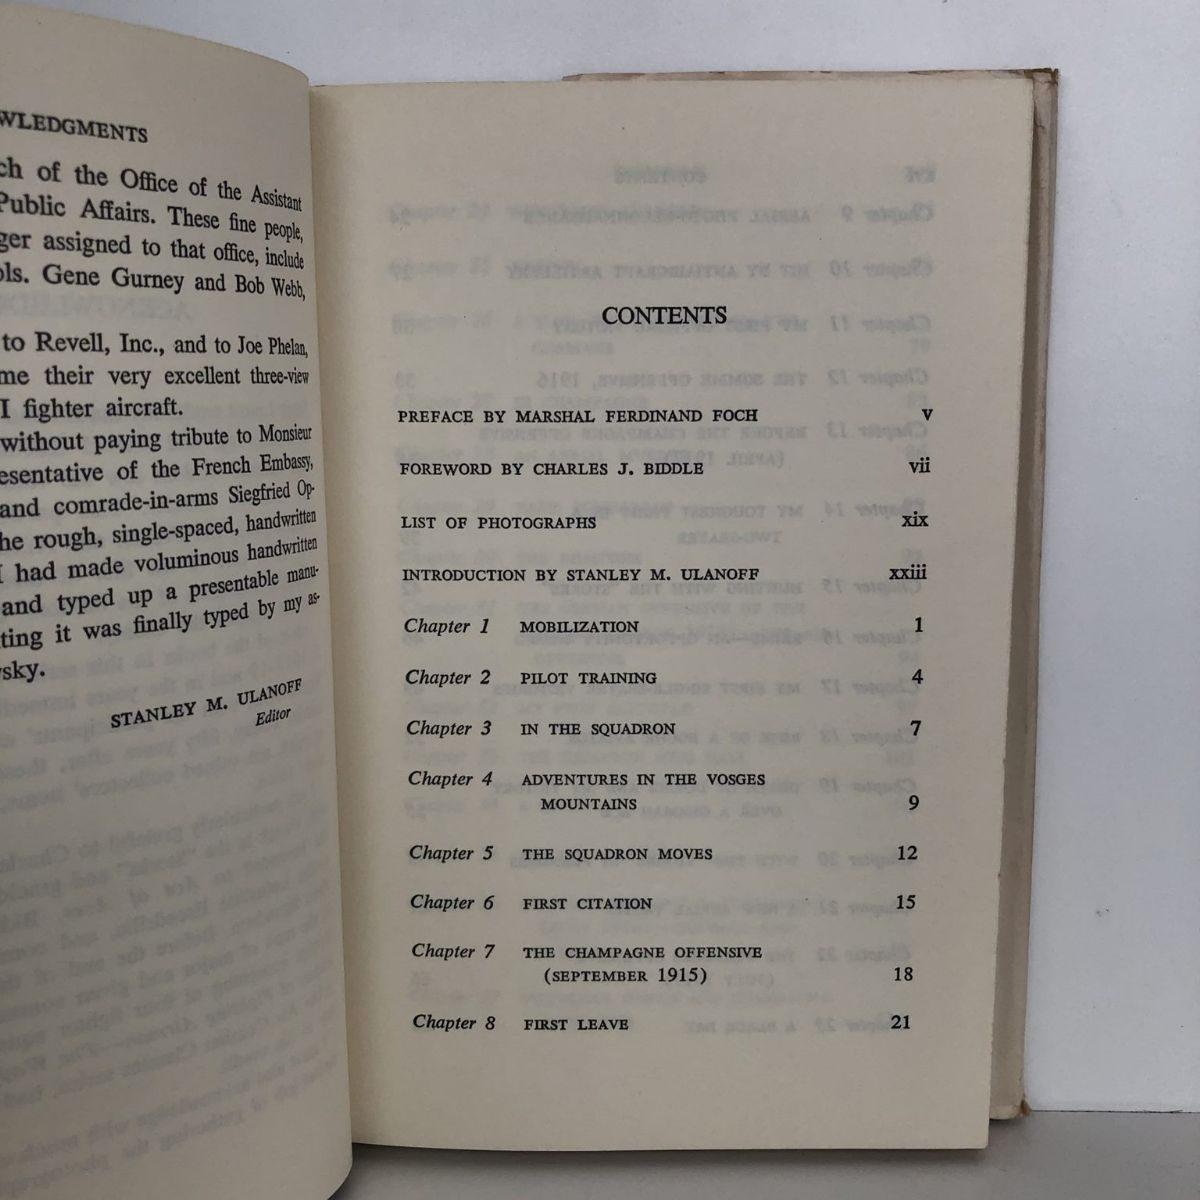 WLEDGMENTS
ch of the Office of the Assistant
Public Affairs. These fine people,
ger assigned to that office, include
ols. Gene Gurney and Bob Webb,
to Revell, Inc., and to Joe Phelan,
me their very excellent three-view
I fighter aircraft.
without paying tribute to Monsieur
esentative of the French Embassy,
and comrade-in-arms Siegfried Op-
he rough, single-spaced, handwritten
I had made voluminous handwritten
and typed up a presentable manu-
ting it was finally typed by my as-
sky.
STANLEY M. ULANOFF
Editor
CONTENTS
PREFACE BY MARSHAL FERDINAND FOCH v
FOREWORD BY CHARLES J. BIDDLE vii
LIST OF PHOTOGRAPHS xix
INTRODUCTION BY STANLEY M. ULANOFF xxiii
Chapter 1 MOBILIZATION 1
Chapter 2 PILOT TRAINING 4
Chapter 3 IN THE SQUADRON 7
Chapter 4 ADVENTURES IN THE VOSGES
MOUNTAINS 9
Chapter 5 THE SQUADRON MOVES 12
Chapter 6 FIRST CITATION 15
Chapter 7 THE CHAMPAGNE OFFENSIVE
(SEPTEMBER 1915) 18
Chapter 8 FIRST LEAVE 21